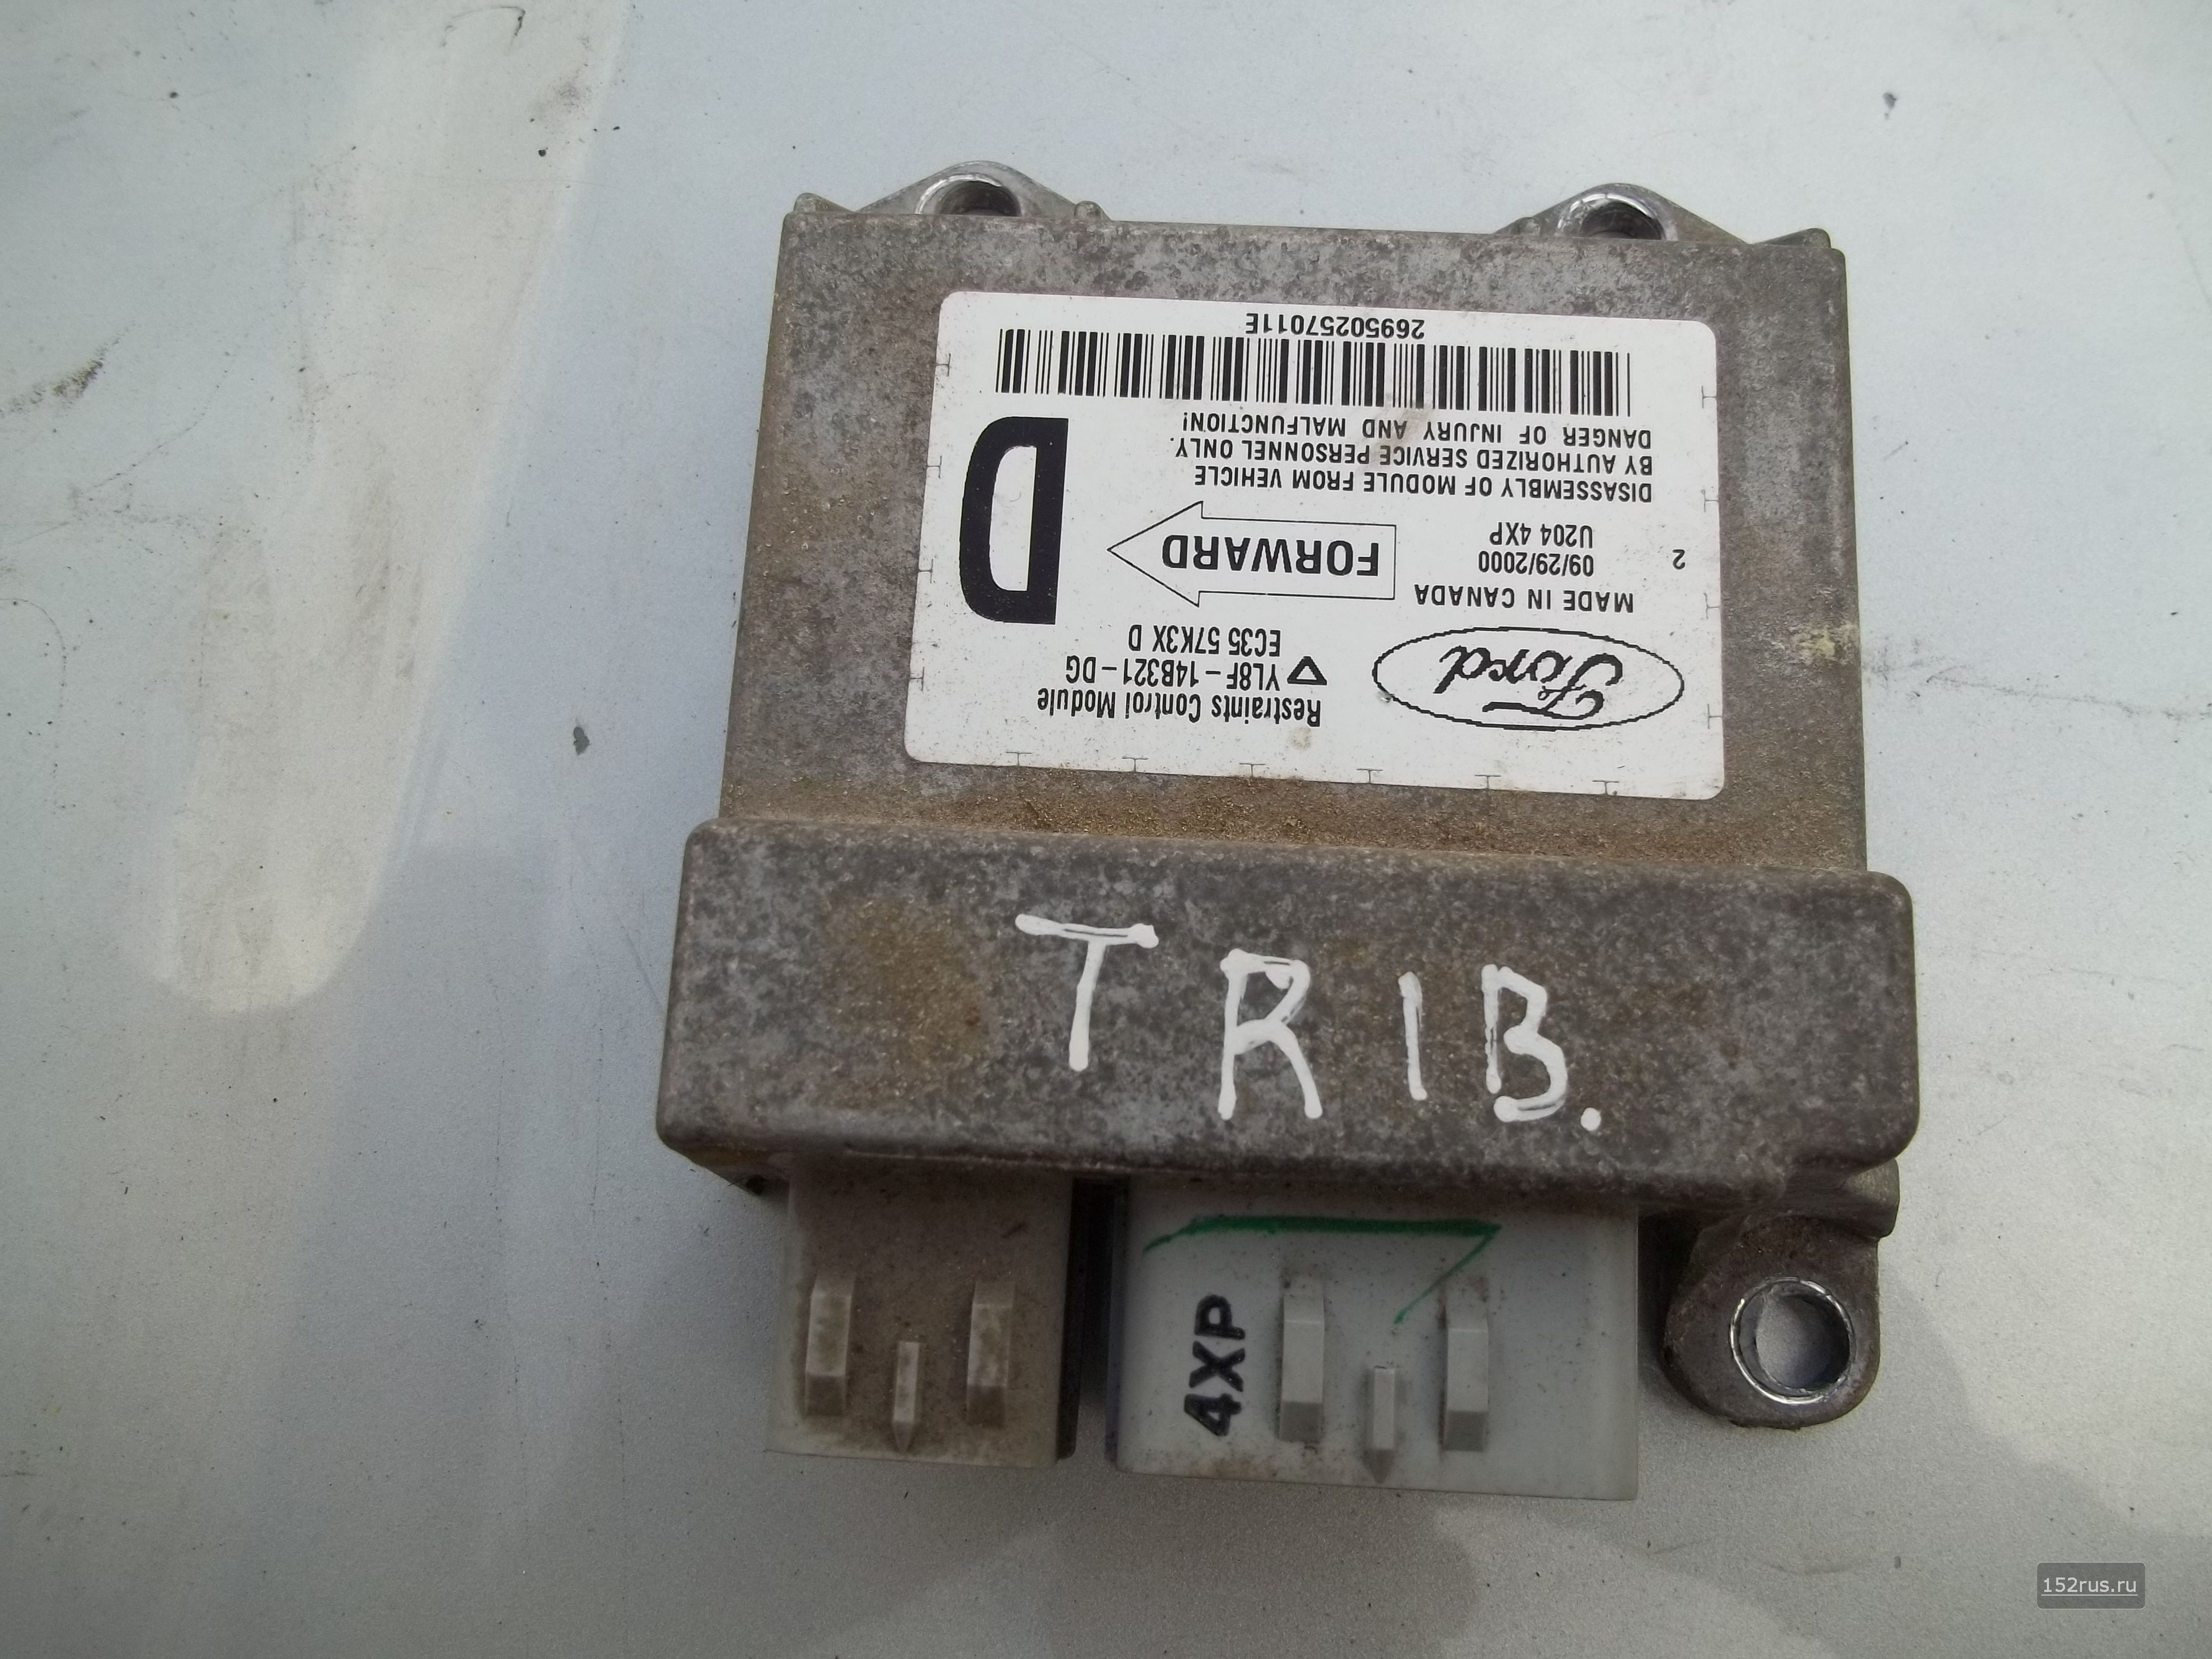 Ford
Restraints Control Module
YL8F-14B321-DG
EC35 57K3X D
MADE IN CANADA
09/29/2000
2
U204 4XP
FORWARD
D
DISASSEMBLY OF MODULE FROM VEHICLE
BY AUTHORIZED SERVICE PERSONNEL ONLY.
DANGER OF INJURY AND MALFUNCTION!
26950257011E
TRIB.
4XP
152rus.ru